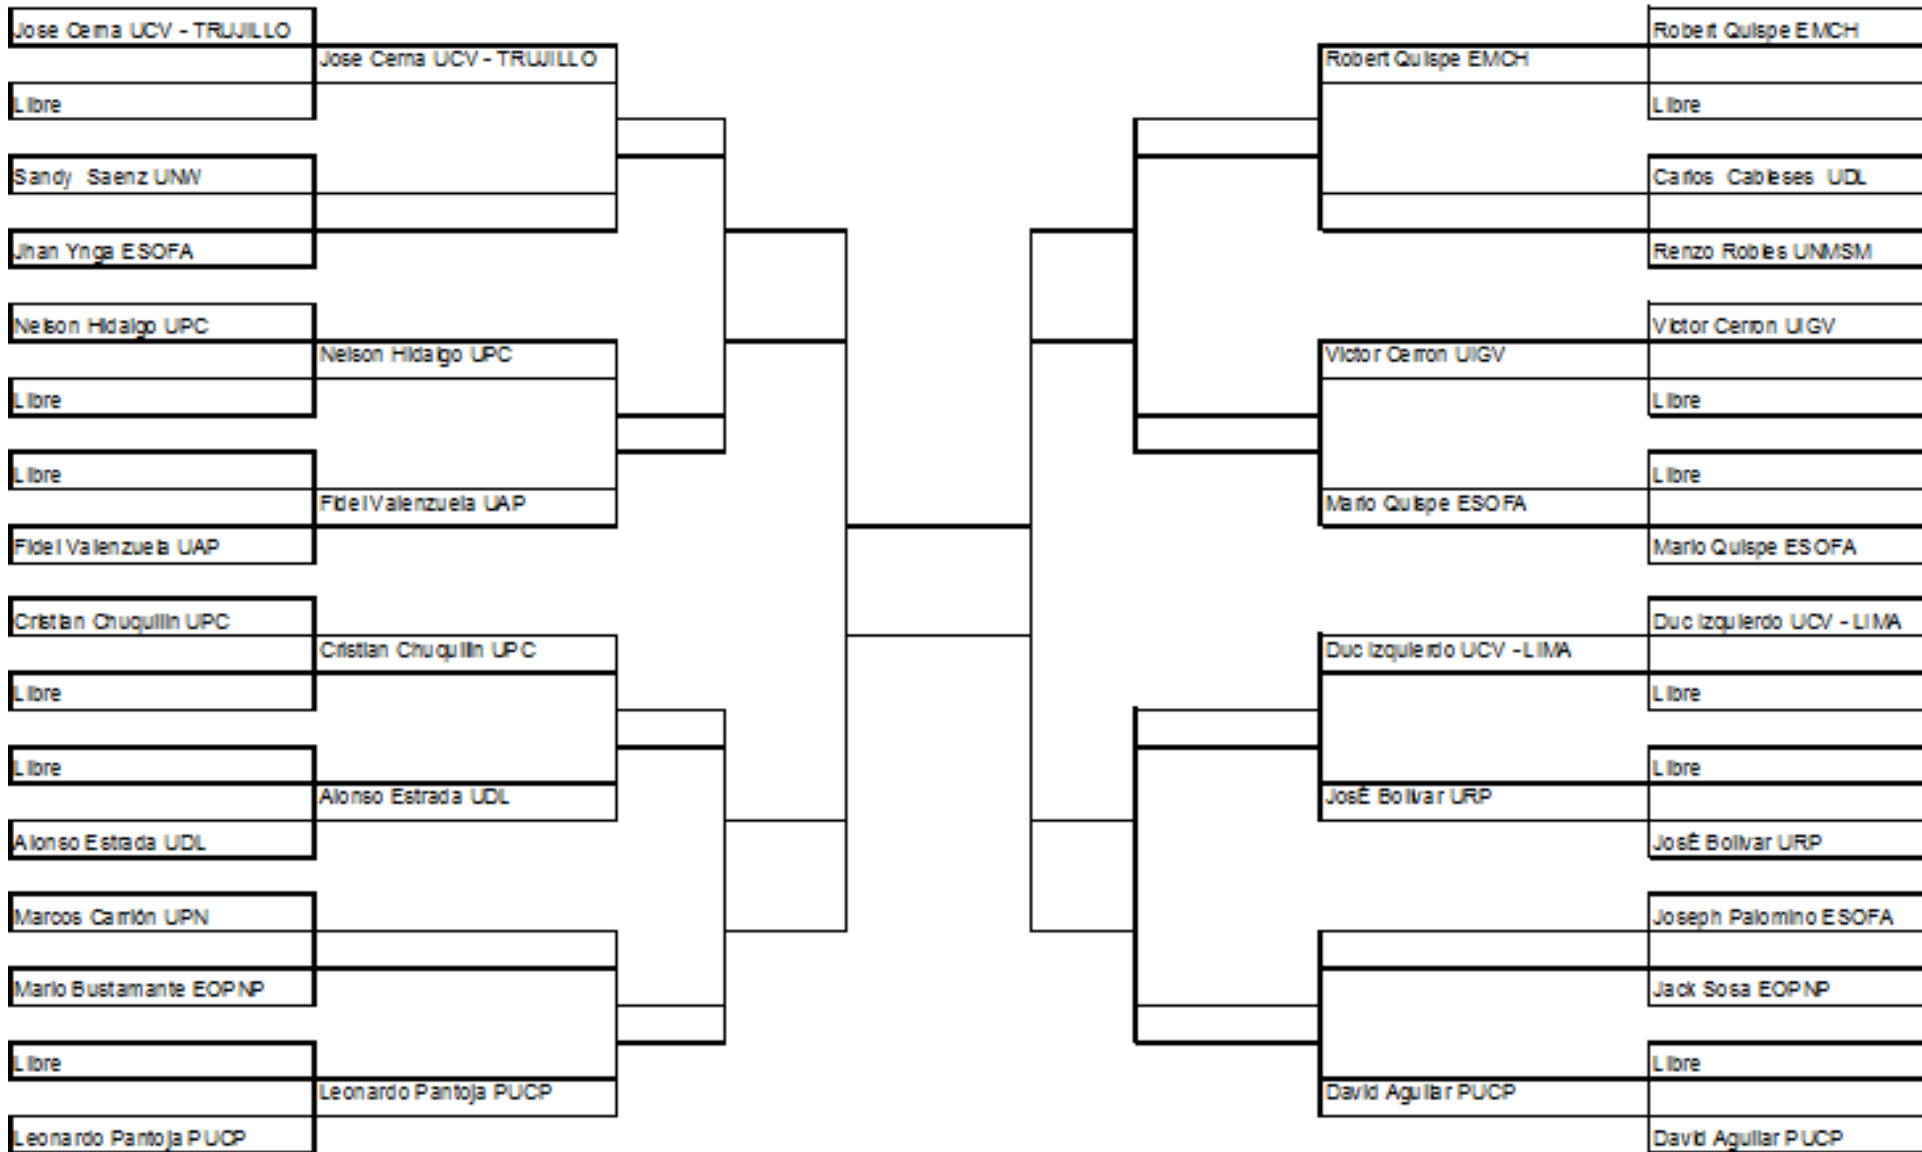 Jose Cerna UCV - TRUJILLO
Libre
Sandy Saenz UNW
Jhan Ynga ESOFA
Nelson Hidalgo UPC
Libre
Libre
Fidel Valenzuela UAP
Cristian Chuquilin UPC
Libre
Libre
Alonso Estrada UDL
Marcos Carrión UPN
Mario Bustamante EOPNP
Libre
Leonardo Pantoja PUCP
Jose Cerna UCV - TRUJILLO
Nelson Hidalgo UPC
Fidel Valenzuela UAP
Cristian Chuquilin UPC
Alonso Estrada UDL
Leonardo Pantoja PUCP
Robert Quispe EMCH
Victor Cerron UIGV
Mario Quispe ESOFA
Duc Izquierdo UCV - LIMA
JosÉ Bolivar URP
David Aguilar PUCP
Robert Quispe EMCH
Libre
Carlos Cableses UDL
Renzo Robles UNMSM
Victor Cerron UIGV
Libre
Libre
Mario Quispe ESOFA
Duc Izquierdo UCV - LIMA
Libre
Libre
JosÉ Bolivar URP
Joseph Palomino ESOFA
Jack Sosa EOPNP
Libre
David Aguilar PUCP